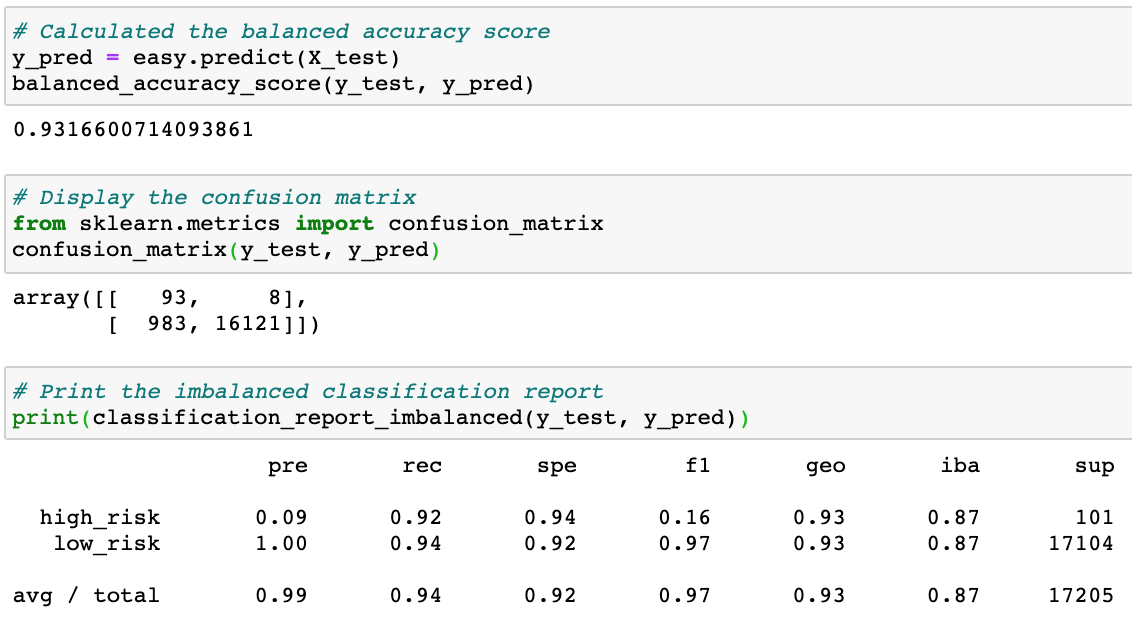 # Calculated the balanced accuracy score
y_pred = easy.predict(X_test)
balanced_accuracy_score(y_test, y_pred)
0.9316600714093861
# Display the confusion matrix
from sklearn.metrics import confusion_matrix
confusion_matrix(y_test, y_pred)
array([[   93,     8],
       [  983, 16121]])
# Print the imbalanced classification report
print(classification_report_imbalanced(y_test, y_pred))
                   pre       rec       spe        f1       geo       iba       sup
  high_risk       0.09      0.92      0.94      0.16      0.93      0.87       101
   low_risk       1.00      0.94      0.92      0.97      0.93      0.87     17104
avg / total       0.99      0.94      0.92      0.97      0.93      0.87     17205